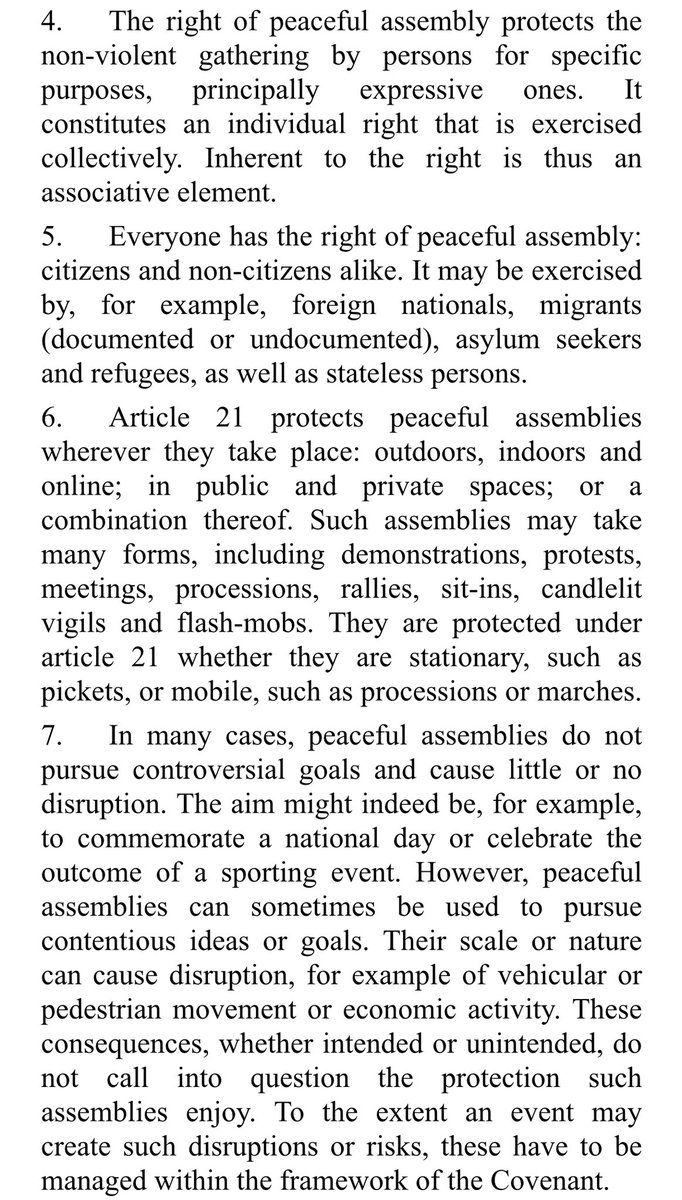 4. The right of peaceful assembly protects the
non-violent gathering by persons for specific
purposes, principally expressive ones. It
constitutes an individual right that is exercised
collectively. Inherent to the right is thus an
associative element.
5. Everyone has the right of peaceful assembly:
citizens and non-citizens alike. It may be exercised
by, for example, foreign nationals, migrants
(documented or undocumented), asylum seekers
and refugees, as well as stateless persons.
6. Article 21 protects peaceful assemblies
wherever they take place: outdoors, indoors and
online; in public and private spaces; or a
combination thereof. Such assemblies may take
many forms, including demonstrations, protests,
meetings, processions, rallies, sit-ins, candlelit
vigils and flash-mobs. They are protected under
article 21 whether they are stationary, such as
pickets, or mobile, such as processions or marches.
7. In many cases, peaceful assemblies do not
pursue controversial goals and cause little or no
disruption. The aim might indeed be, for example,
to commemorate a national day or celebrate the
outcome of a sporting event. However, peaceful
assemblies can sometimes be used to pursue
contentious ideas or goals. Their scale or nature
can cause disruption, for example of vehicular or
pedestrian movement or economic activity. These
consequences, whether intended or unintended, do
not call into question the protection such
assemblies enjoy. To the extent an event may
create such disruptions or risks, these have to be
managed within the framework of the Covenant.